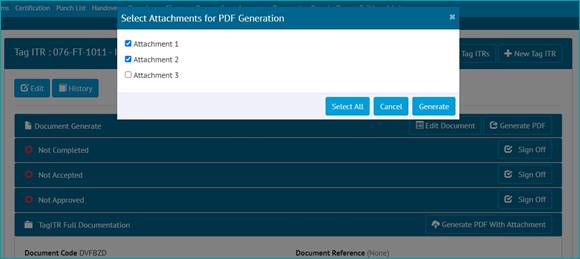 ms Certification Punch List Handove
Select Attachments for PDF Generation
Attachment 1
Attachment 2
Attachment 3
Select All Cancel Generate
Tag ITR : 076-FT-1011 -
Tag ITRs
New Tag ITR
Edit History
Document Generate Edit Document Generate PDF
Not Completed Sign Off
Not Accepted Sign Off
Not Approved Sign Off
TagITR Full Documentation Generate PDF With Attachment
Document Code DVFBZD Document Reference (None)